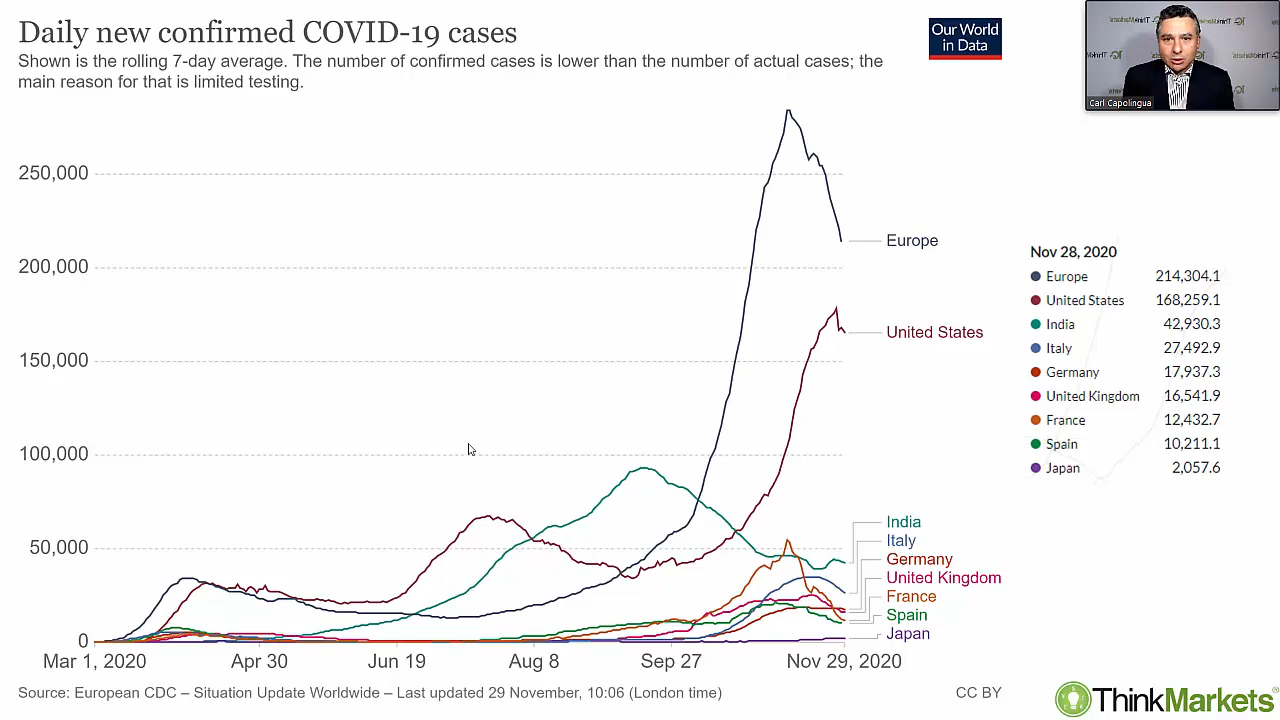 Daily new confirmed COVID-19 cases
Shown is the rolling 7-day average. The number of confirmed cases is lower than the number of actual cases; the
main reason for that is limited testing.
Our World
in Data
Carl Capolingua
250,000
200,000
150,000
100,000
50,000
0
Mar 1, 2020
Apr 30
Jun 19
Aug 8
Sep 27
Nov 29, 2020
Europe
United States
India
Italy
Germany
United Kingdom
France
Spain
Japan
Nov 28, 2020
Europe 214,304.1
United States 168,259.1
India 42,930.3
Italy 27,492.9
Germany 17,937.3
United Kingdom 16,541.9
France 12,432.7
Spain 10,211.1
Japan 2,057.6
Source: European CDC – Situation Update Worldwide – Last updated 29 November, 10:06 (London time)
CC BY
ThinkMarkets®